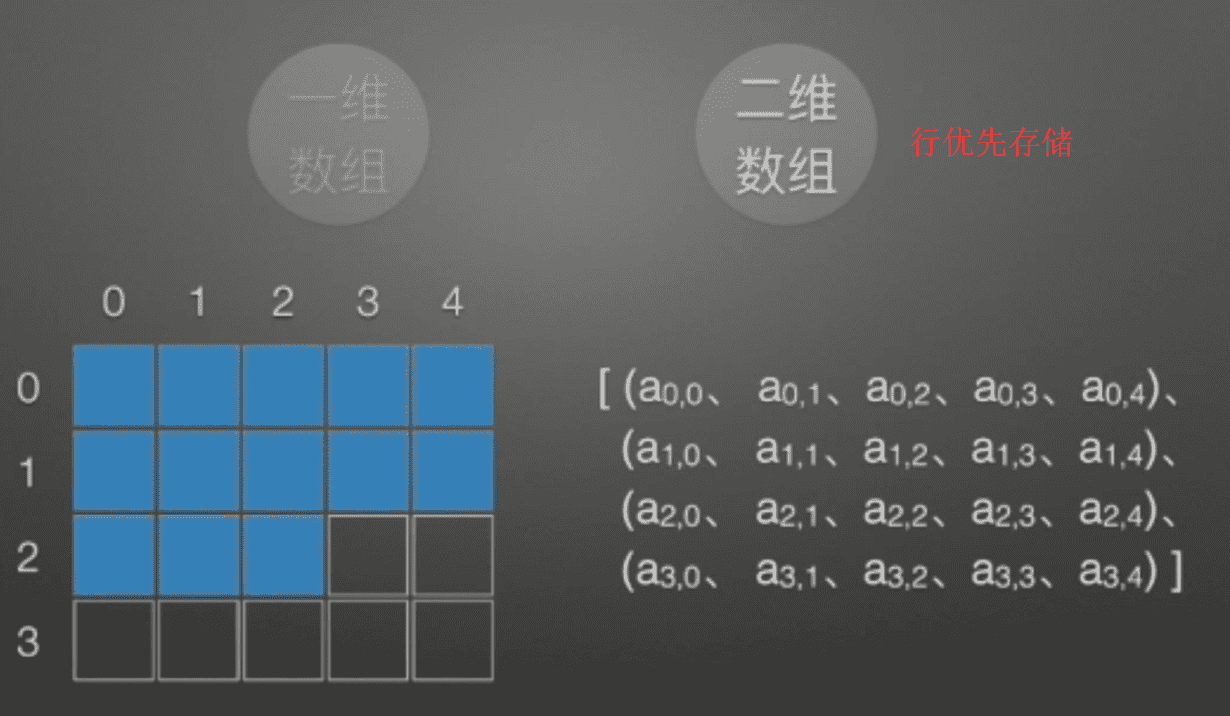 一维
数组
二维
数组
行优先存储
0 1 2 3 4
0
1
2
3
[ (a0,0、 a0,1、 a0,2、 a0,3、 a0,4)、
(a1,0、 a1,1、 a1,2、 a1,3、 a1,4)、
(a2,0、 a2,1、 a2,2、 a2,3、 a2,4)、
(a3,0、 a3,1、 a3,2、 a3,3、 a3,4) ]